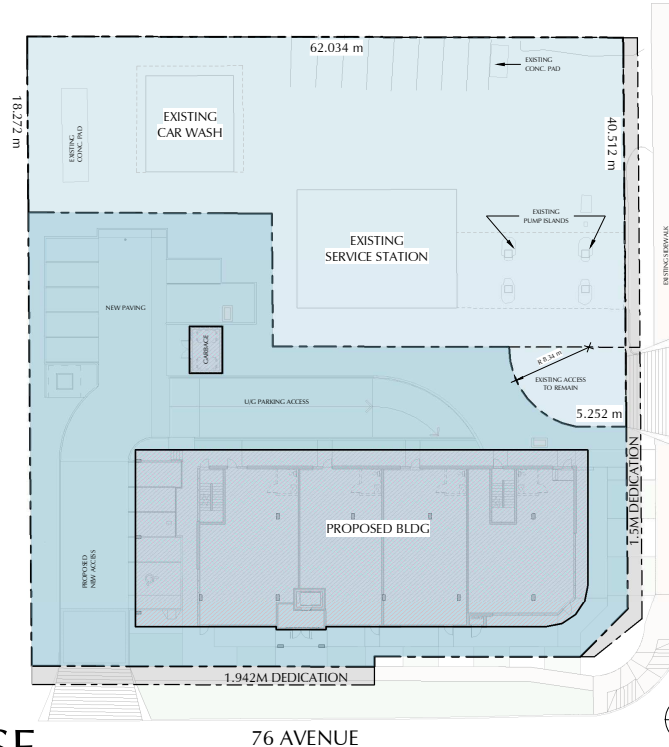 62.034 m
EXISTING
CONC. PAD
18.272 m
EXISTING
CAR WASH
EXISTING
CONC. PAD
40.512 m
EXISTING
PUMP ISLANDS
EXISTING
SERVICE STATION
EXISTING SIDEWALK
NEW PAVING
GARBAGE
R 8.34 m
EXISTING ACCESS
TO REMAIN
U/G PARKING ACCESS
5.252 m
1.5M DEDICATION
PROPOSED BLDG
PROPOSED
NEW ACCESS
1.942M DEDICATION
76 AVENUE